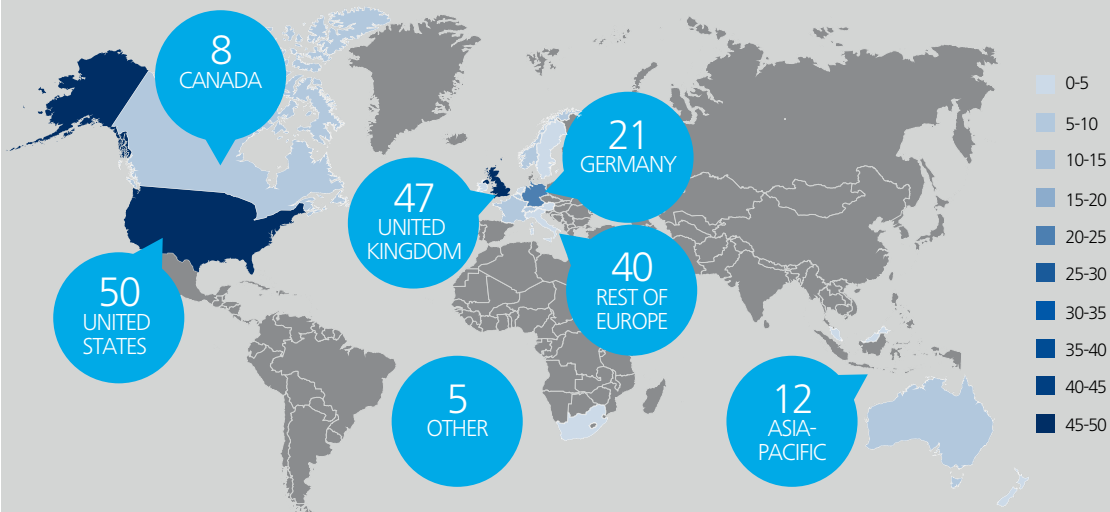 8
CANADA
21
GERMANY
47
UNITED
KINGDOM
40
REST OF
EUROPE
50
UNITED
STATES
5
OTHER
12
ASIA-
PACIFIC
0-5
5-10
10-15
15-20
20-25
25-30
30-35
35-40
40-45
45-50